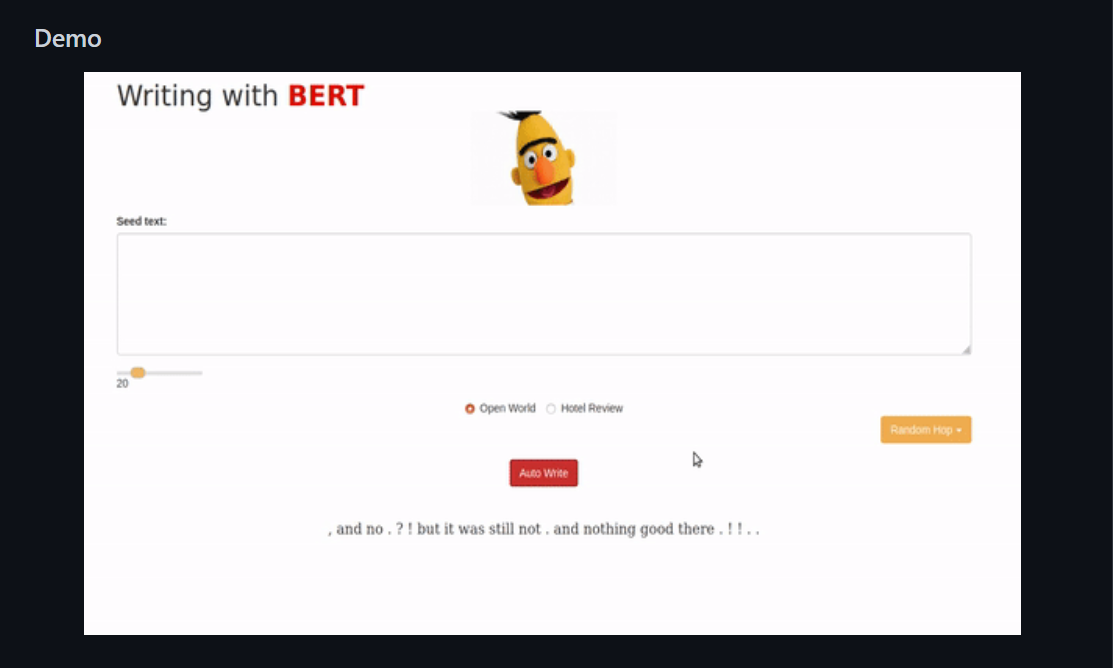 Demo
Writing with BERT
Seed text:
20
Open World Hotel Review
Random Hop
Auto Write
, and no . ? ! but it was still not . and nothing good there . ! ! . .